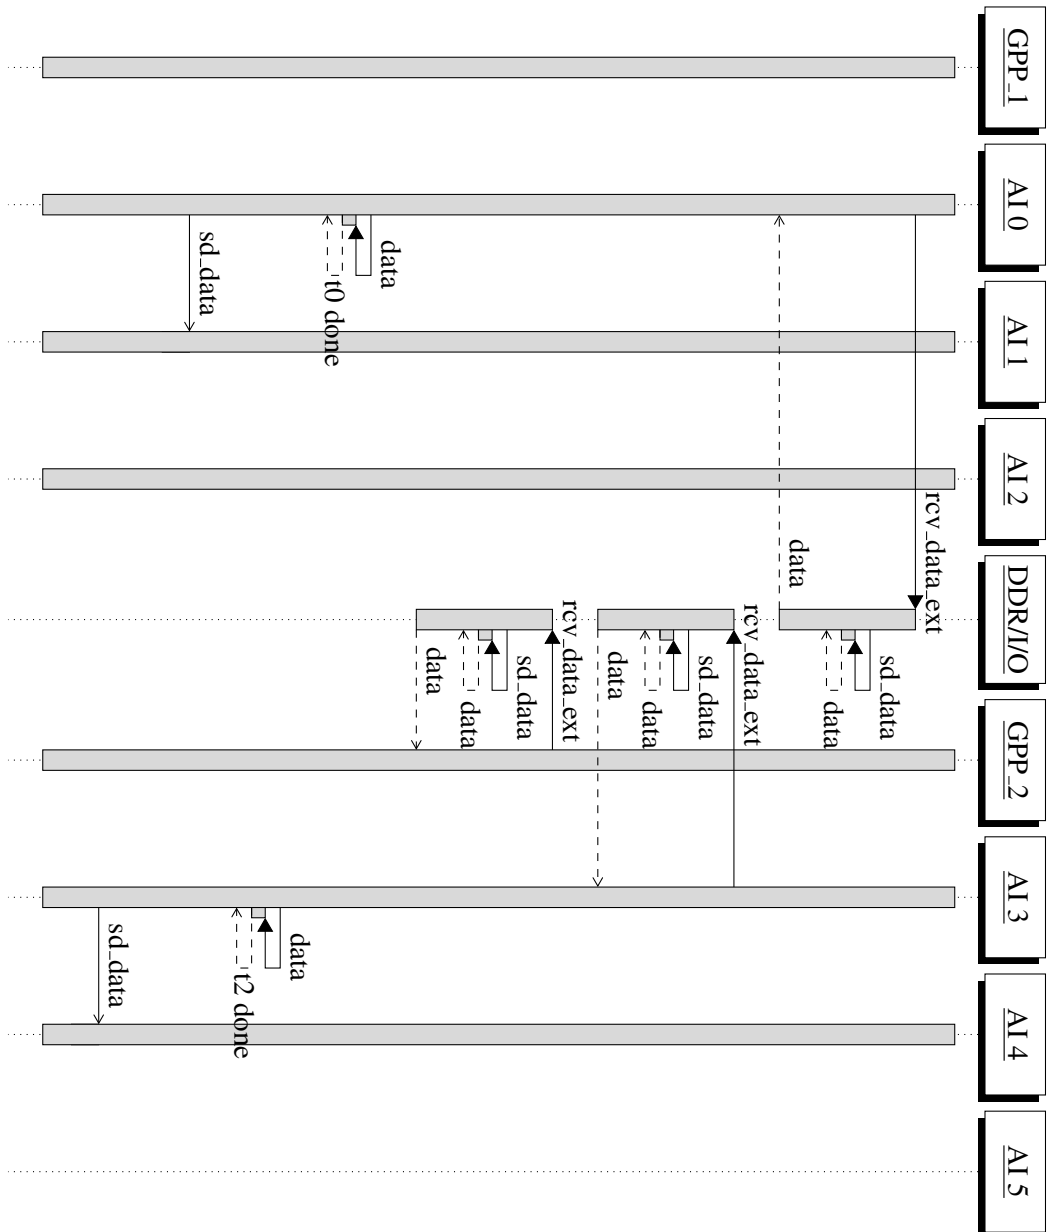 GPP_1
AI 0
AI 1
AI 2
DDR/I/O
GPP_2
AI 3
AI 4
AI 5
rcv_data_ext
sd_data
data
data
rcv_data_ext
sd_data
data
data
rcv_data_ext
sd_data
data
data
data
t0 done
data
t2 done
sd_data
sd_data